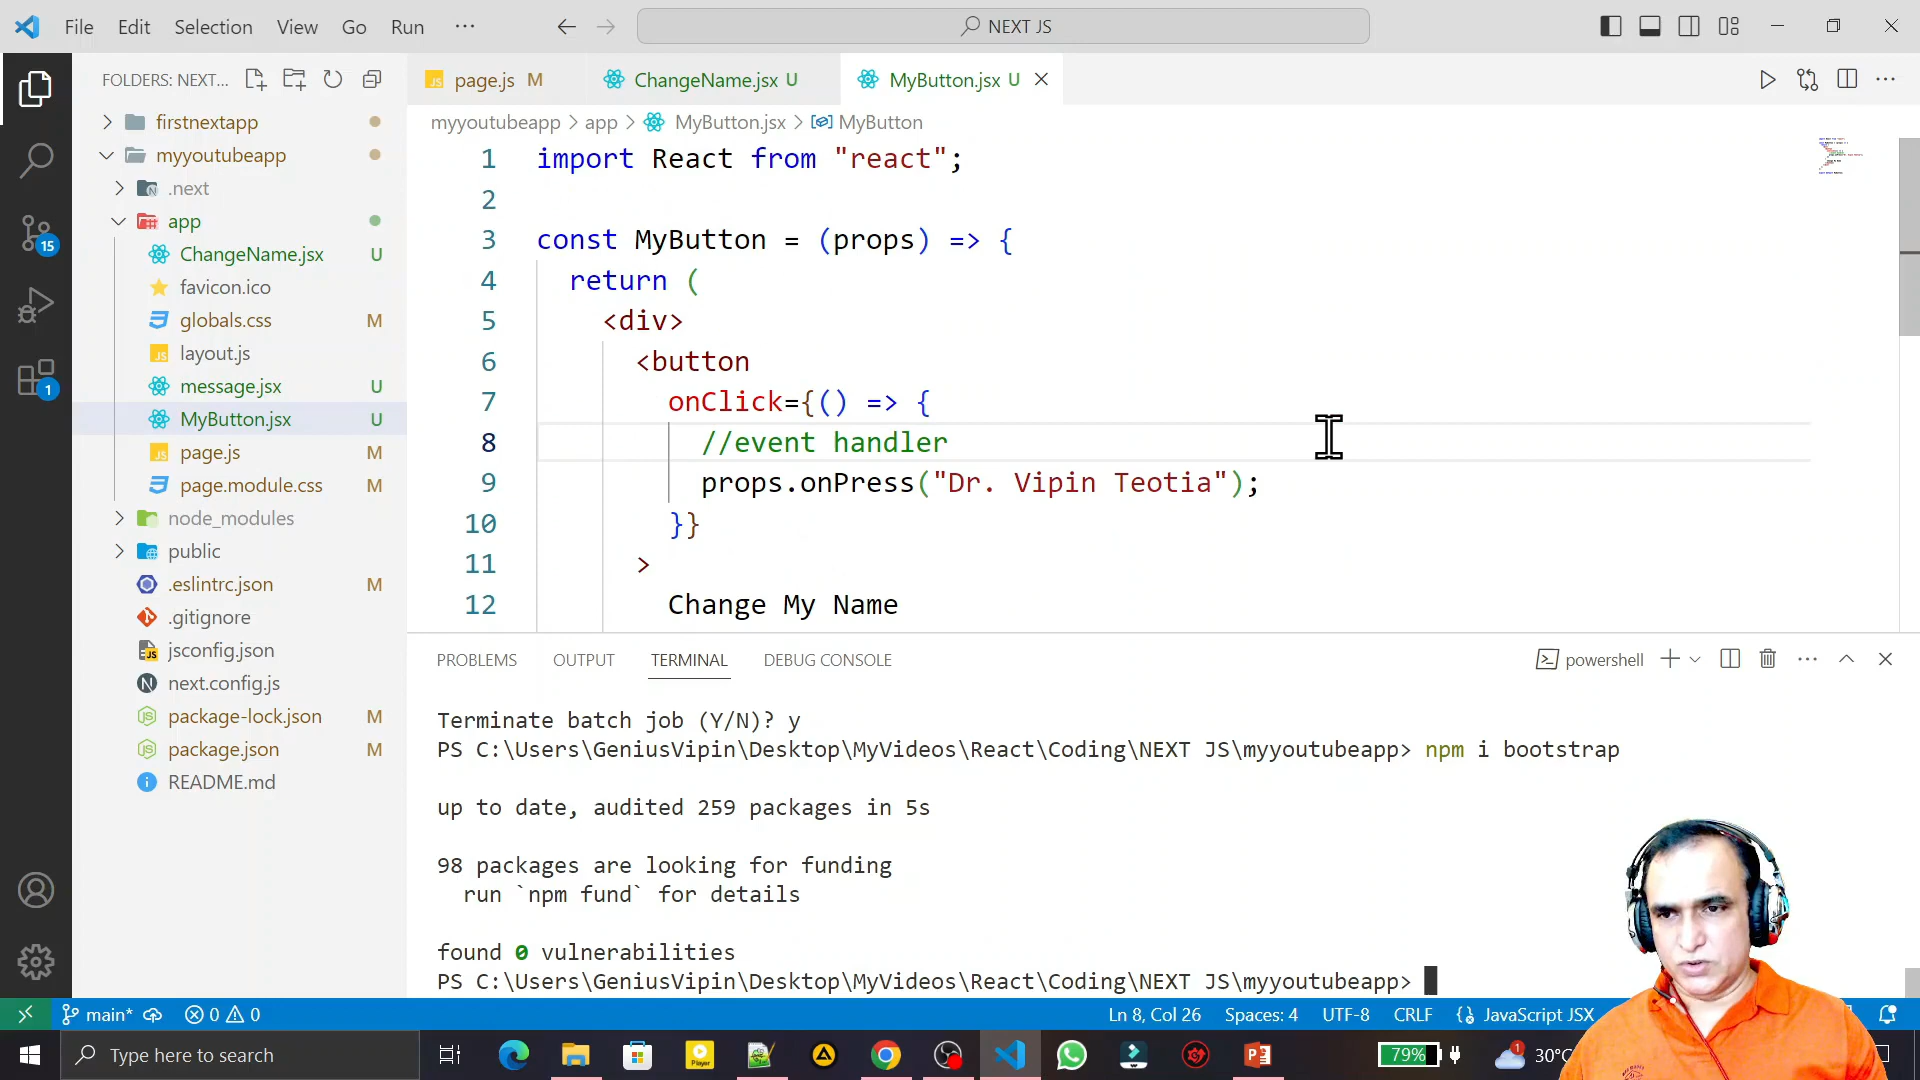 File Edit Selection View Go Run ··· NEXT JS
FOLDERS: NEXT...
firstnextapp
myyoutubeapp
.next
app
ChangeName.jsx U
favicon.ico
globals.css M
layout.js
message.jsx U
MyButton.jsx U
page.js M
page.module.css M
node_modules
public
.eslintrc.json M
.gitignore
jsconfig.json
next.config.js
package-lock.json M
package.json M
README.md
15
1
page.js M ChangeName.jsx U MyButton.jsx U
myyoutubeapp > app > MyButton.jsx > MyButton
1 import React from "react";
2
3 const MyButton = (props) => {
4 return (
5 <div>
6 <button
7 onClick={() => {
8 //event handler
9 props.onPress("Dr. Vipin Teotia");
10 }}
11 >
12 Change My Name
PROBLEMS OUTPUT TERMINAL DEBUG CONSOLE powershell
Terminate batch job (Y/N)? y
PS C:\Users\GeniusVipin\Desktop\MyVideos\React\Coding\NEXT JS\myyoutubeapp> npm i bootstrap
up to date, audited 259 packages in 5s
98 packages are looking for funding
run `npm fund` for details
found 0 vulnerabilities
PS C:\Users\GeniusVipin\Desktop\MyVideos\React\Coding\NEXT JS\myyoutubeapp>
main* 0 0 Ln 8, Col 26 Spaces: 4 UTF-8 CRLF JavaScript JSX
Type here to search Player 79% 1 30°C